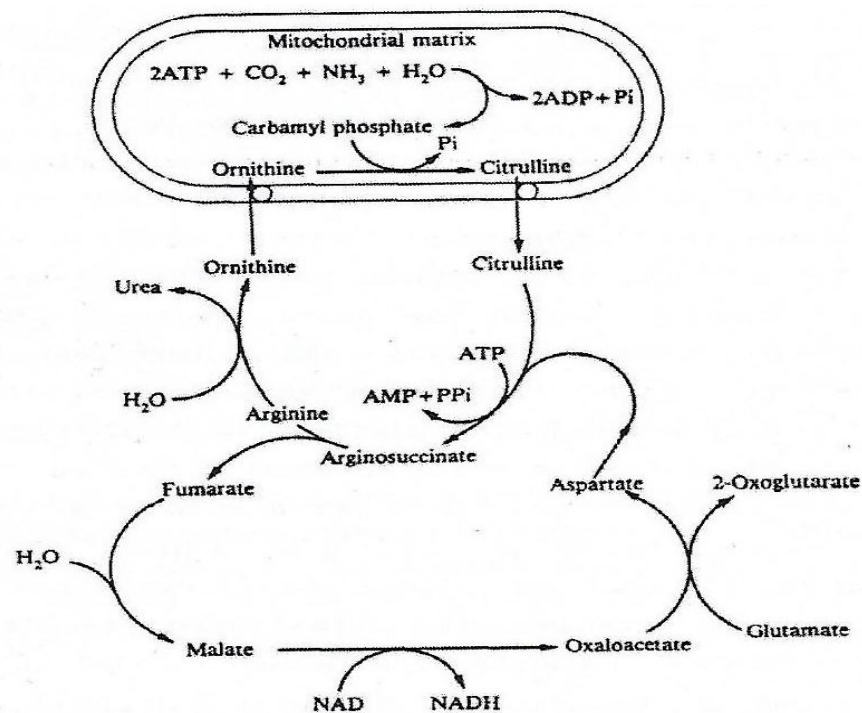 Mitochondrial matrix
2ATP + CO₂ + NH₃ + H₂O
2ADP + Pi
Carbamyl phosphate
Pi
Ornithine
Citrulline
Ornithine
Citrulline
Urea
ATP
AMP + PPi
H₂O
Arginine
Arginosuccinate
Fumarate
Aspartate
2-Oxoglutarate
H₂O
Malate
Oxaloacetate
Glutamate
NAD
NADH